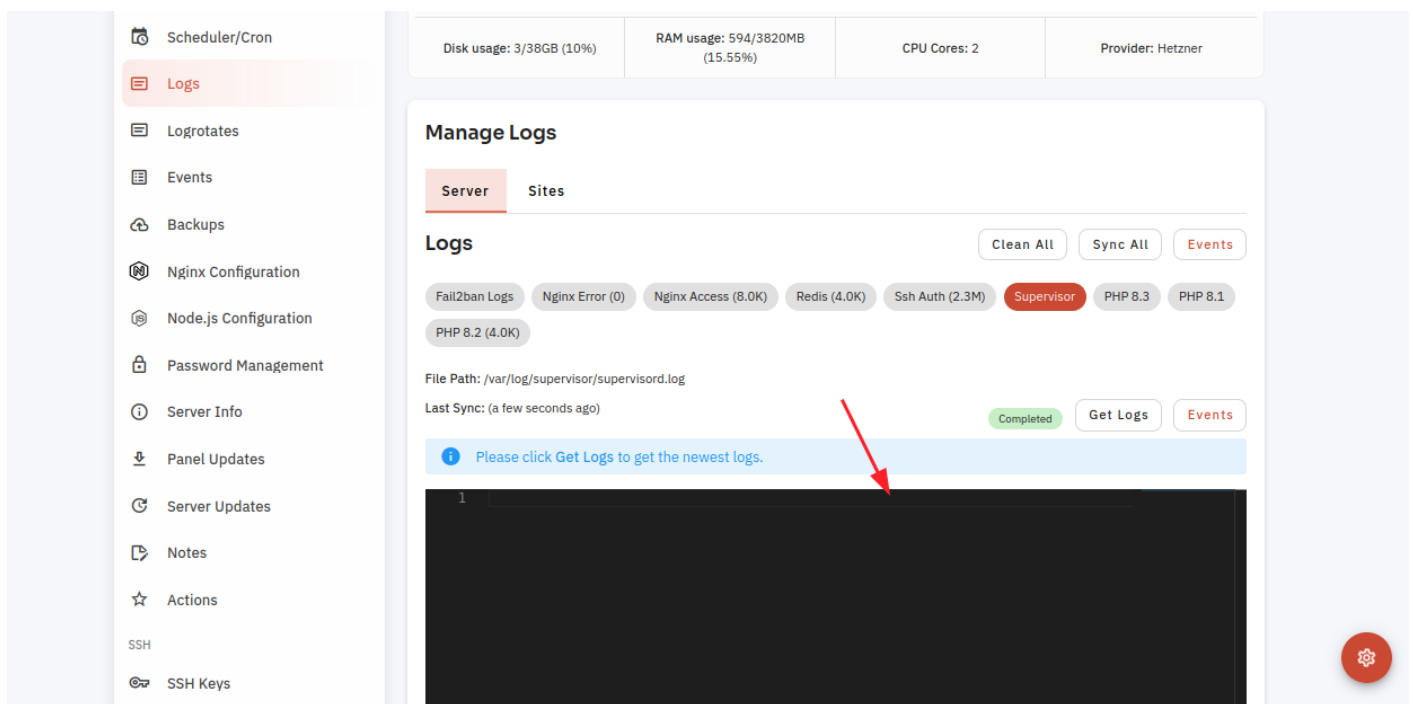 Scheduler/Cron
Logs
Logrotates
Events
Backups
Nginx Configuration
Node.js Configuration
Password Management
Server Info
Panel Updates
Server Updates
Notes
Actions
SSH
SSH Keys
Disk usage: 3/38GB (10%)
RAM usage: 594/3820MB
(15.55%)
CPU Cores: 2
Provider: Hetzner
Manage Logs
Server Sites
Logs
Clean All Sync All Events
Fail2ban Logs Nginx Error (0) Nginx Access (8.0K) Redis (4.0K) Ssh Auth (2.3M) Supervisor PHP 8.3 PHP 8.1
PHP 8.2 (4.0K)
File Path: /var/log/supervisor/supervisord.log
Last Sync: (a few seconds ago)
Completed Get Logs Events
Please click Get Logs to get the newest logs.
1